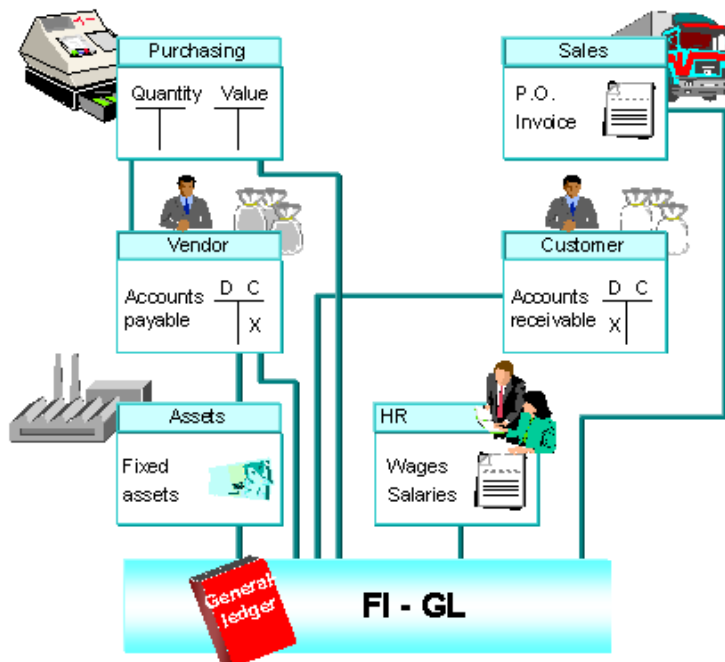 Purchasing
Quantity Value
Sales
P.O.
Invoice
Vendor
Accounts
payable
D C
X
Customer
Accounts
receivable
D C
X
Assets
Fixed
assets
HR
Wages
Salaries
General
ledger
FI - GL